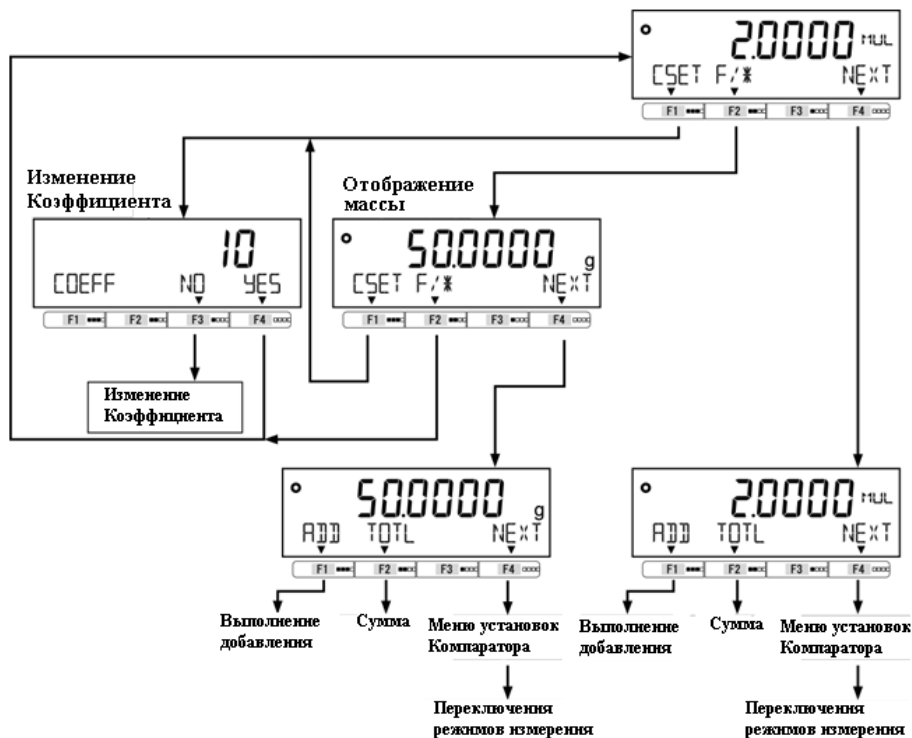 2.0000 MUL
CSET F/* NEXT
F1 F2 F3 F4
Изменение
Коэффициента
Отображение
массы
10
COEFF NO YES
F1 F2 F3 F4
50.0000 g
CSET F/* NEXT
F1 F2 F3 F4
Изменение
Коэффициента
50.0000 g
ADD TOTL NEXT
F1 F2 F3 F4
2.0000 MUL
ADD TOTL NEXT
F1 F2 F3 F4
Выполнение
добавления
Сумма
Меню установок
Компаратора
Выполнение
добавления
Сумма
Меню установок
Компаратора
Переключения
режимов измерения
Переключения
режимов измерения